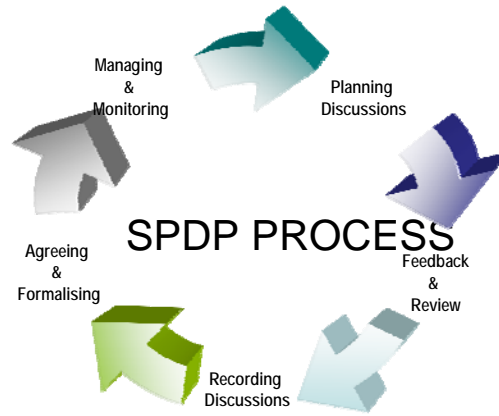 Managing
&
Monitoring
Planning
Discussions
SPDP PROCESS
Feedback
&
Review
Agreeing
&
Formalising
Recording
Discussions